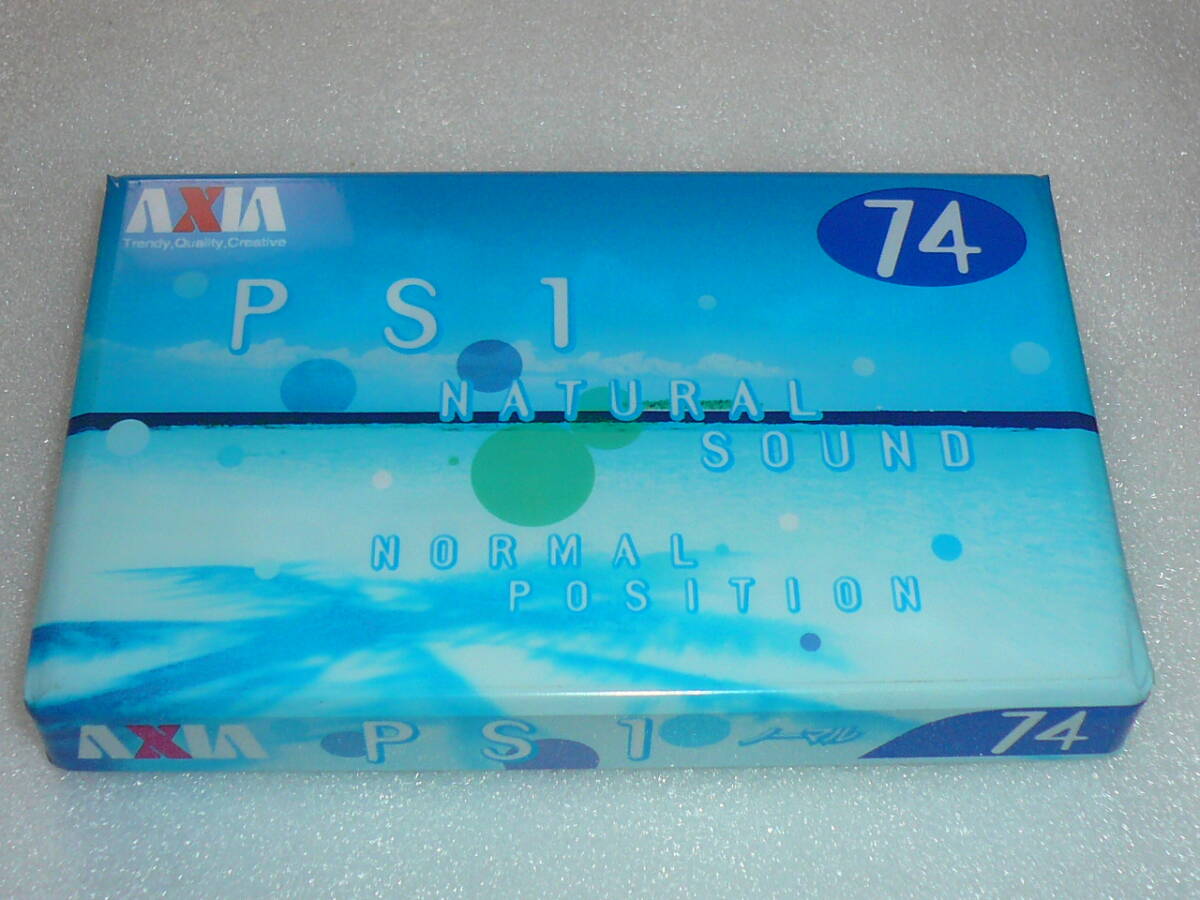 AXIA
Trendy,Quality,Creative
74
PS1
NATURAL
SOUND
NORMAL
POSITION
AXIA PS1 ノーマル 74